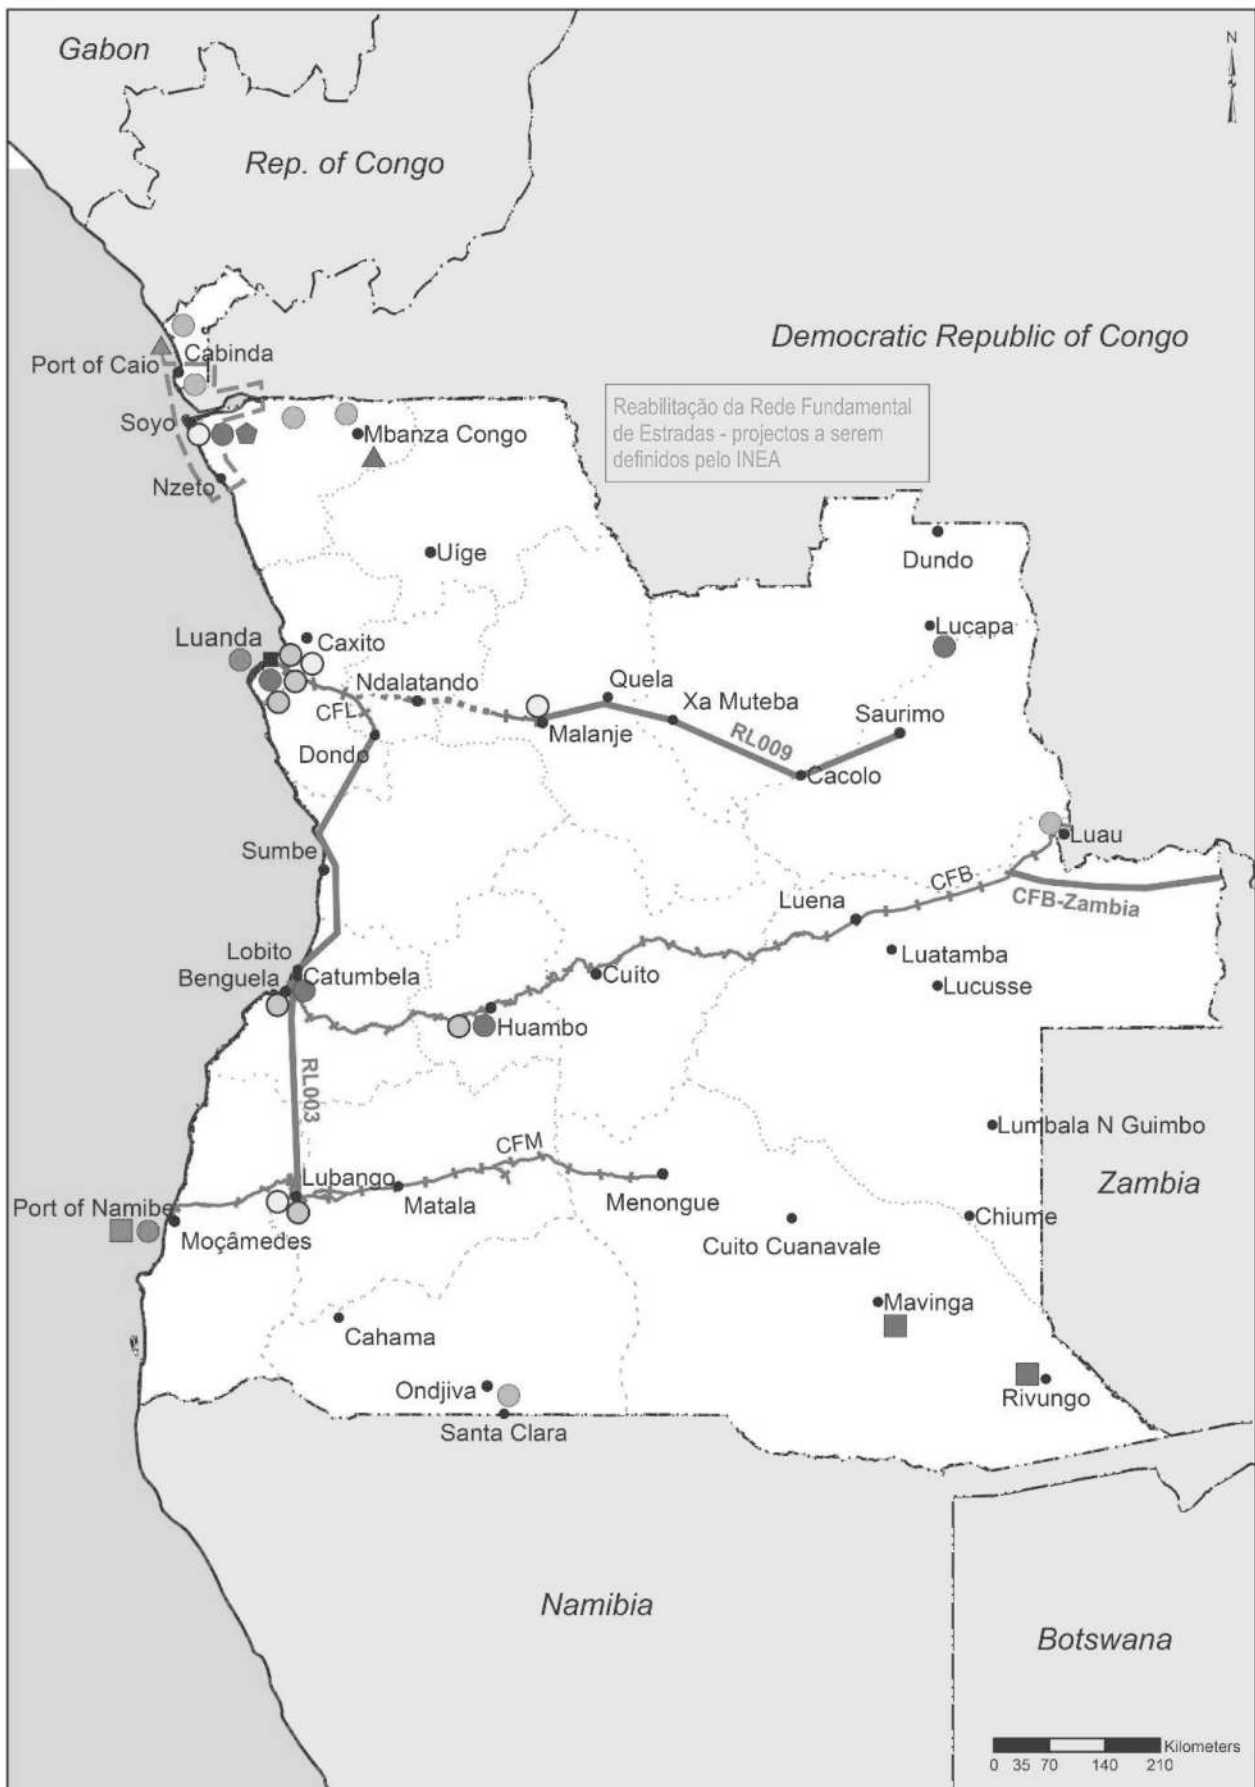 Gabon
N
Rep. of Congo
Democratic Republic of Congo
Port of Caio
Cabinda
Reabilitação da Rede Fundamental
de Estradas - projectos a serem
definidos pelo INEA
Soyo
Mbanza Congo
Nzeto
Uíge
Dundo
Lucapa
Luanda
Caxito
Ndalatando
Quela
CFL
Xa Muteba
Malanje
RL009
Saurimo
Dondo
Cacolo
Sumbe
Luau
CFB
CFB-Zambia
Luena
Lobito
Benguela
Catumbela
Cuíto
Luatamba
Lucusse
Huambo
RL003
Lumbala N Guimbo
CFM
Lubango
Matala
Menongue
Zambia
Port of Namibe
Moçâmedes
Chiume
Cuito Cuanavale
Mavinga
Cahama
Ondjiva
Rivungo
Santa Clara
Namibia
Botswana
Kilometers
0 35 70 140 210